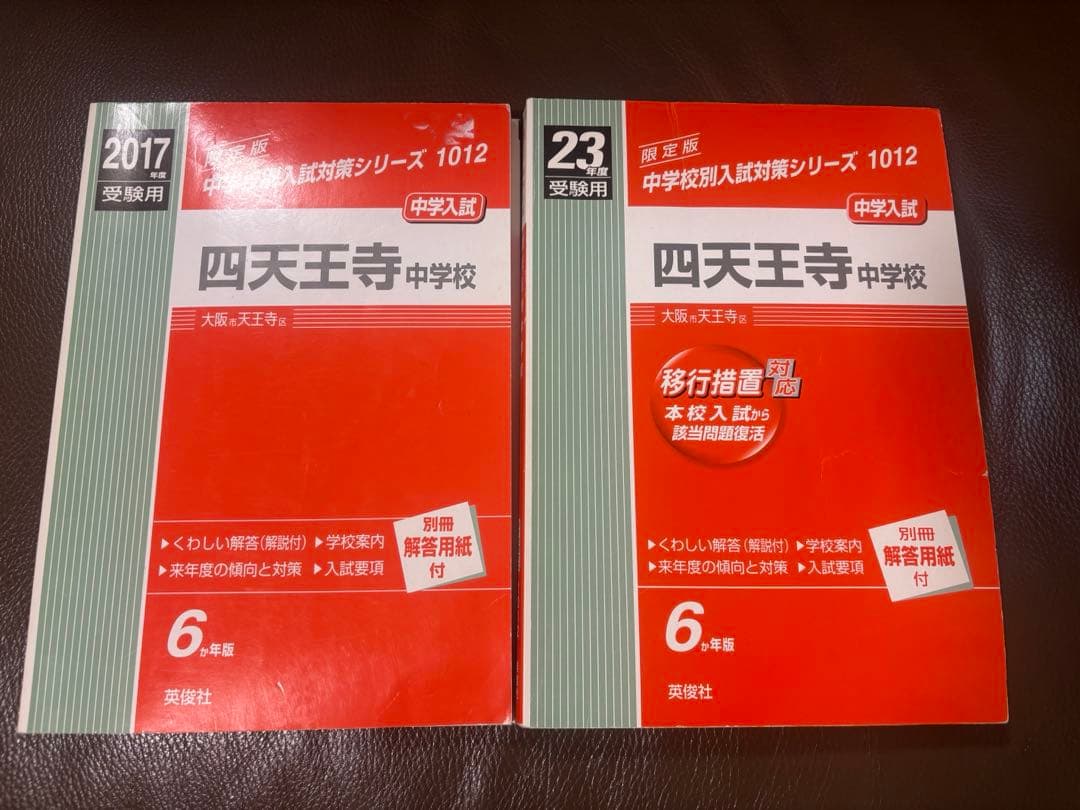 2017年度
受験用
限定版
中学校別入試対策シリーズ 1012
中学入試
四天王寺中学校
大阪市天王寺区
▶くわしい解答(解説付) ▶学校案内
▶来年度の傾向と対策 ▶入試要項
別冊
解答用紙
付
6か年版
英俊社
23年度
受験用
限定版
中学校別入試対策シリーズ 1012
中学入試
四天王寺中学校
大阪市天王寺区
移行措置対応
本校入試から
該当問題復活
▶くわしい解答(解説付) ▶学校案内
▶来年度の傾向と対策 ▶入試要項
別冊
解答用紙
付
6か年版
英俊社